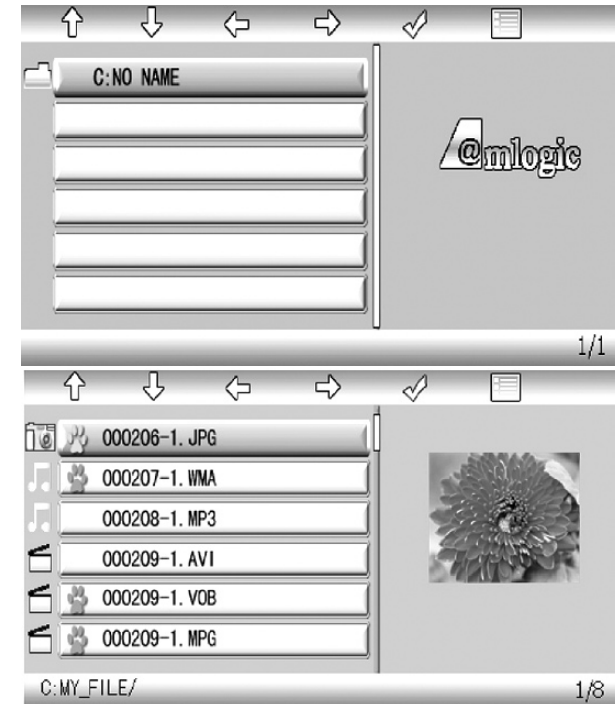 C:NO NAME
@mlogic
1/1
000206-1.JPG
000207-1.WMA
000208-1.MP3
000209-1.AVI
000209-1.VOB
000209-1.MPG
C:MY_FILE/
1/8